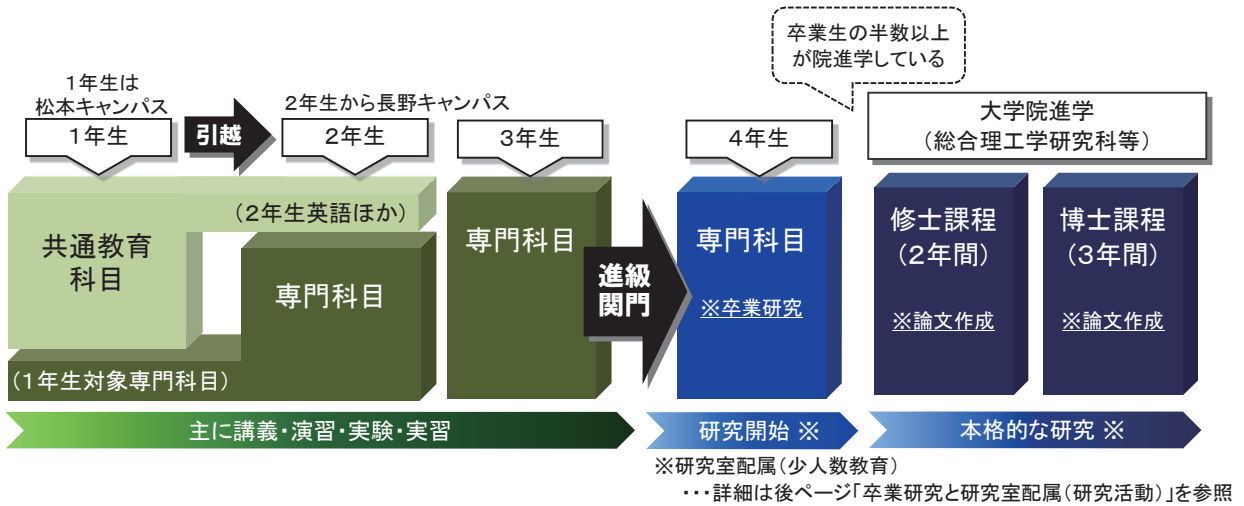 卒業生の半数以上
が院進学している
1年生は
松本キャンパス
1年生
引越
2年生から長野キャンパス
2年生
3年生
4年生
大学院進学
(総合理工学研究科等)
共通教育
科目
(2年生英語ほか)
専門科目
(1年生対象専門科目)
専門科目
進級
関門
専門科目
※卒業研究
修士課程
(2年間)
※論文作成
博士課程
(3年間)
※論文作成
主に講義・演習・実験・実習
研究開始 ※
本格的な研究 ※
※研究室配属(少人数教育)
・・・詳細は後ページ「卒業研究と研究室配属(研究活動)」を参照